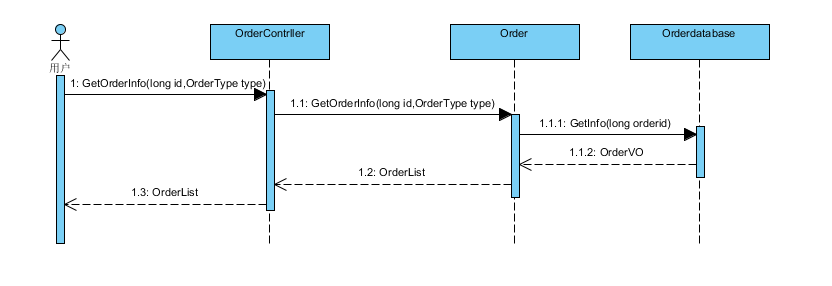 OrderContrller
Order
Orderdatabase
用户
1: GetOrderInfo(long id,OrderType type)
1.1: GetOrderInfo(long id,OrderType type)
1.1.1: GetInfo(long orderid)
1.1.2: OrderVO
1.2: OrderList
1.3: OrderList